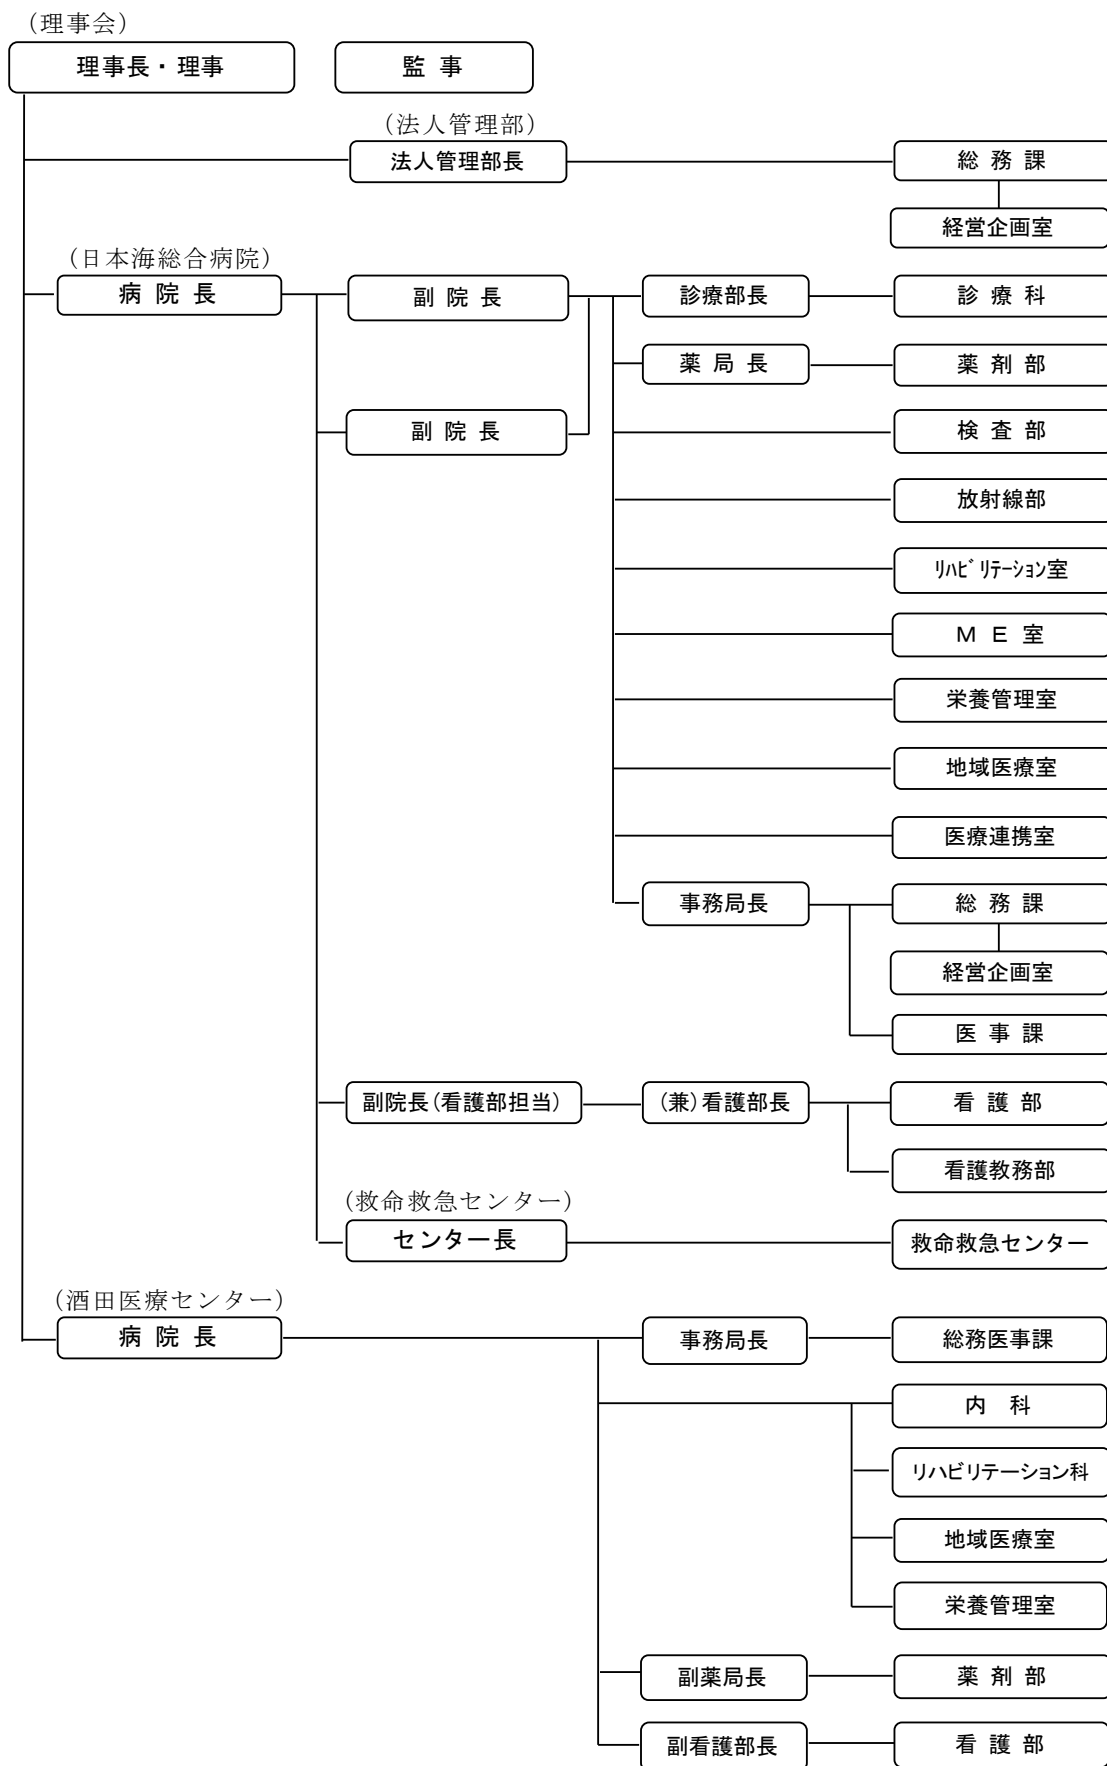 （理事会）
理事長・理事
監 事
（法人管理部）
法人管理部長
総 務 課
経営企画室
（日本海総合病院）
病 院 長
副 院 長
診療部長
診 療 科
薬 局 長
薬 剤 部
副 院 長
検 査 部
放射線部
ﾘﾊﾋﾞﾘﾃｰｼｮﾝ室
Ｍ Ｅ 室
栄養管理室
地域医療室
医療連携室
事務局長
総 務 課
経営企画室
医 事 課
副院長(看護部担当)
(兼)看護部長
看 護 部
看護教務部
（救命救急センター）
センター長
救命救急センター
（酒田医療センター）
病 院 長
事務局長
総務医事課
内 科
リハビリテーション科
地域医療室
栄養管理室
副薬局長
薬 剤 部
副看護部長
看 護 部